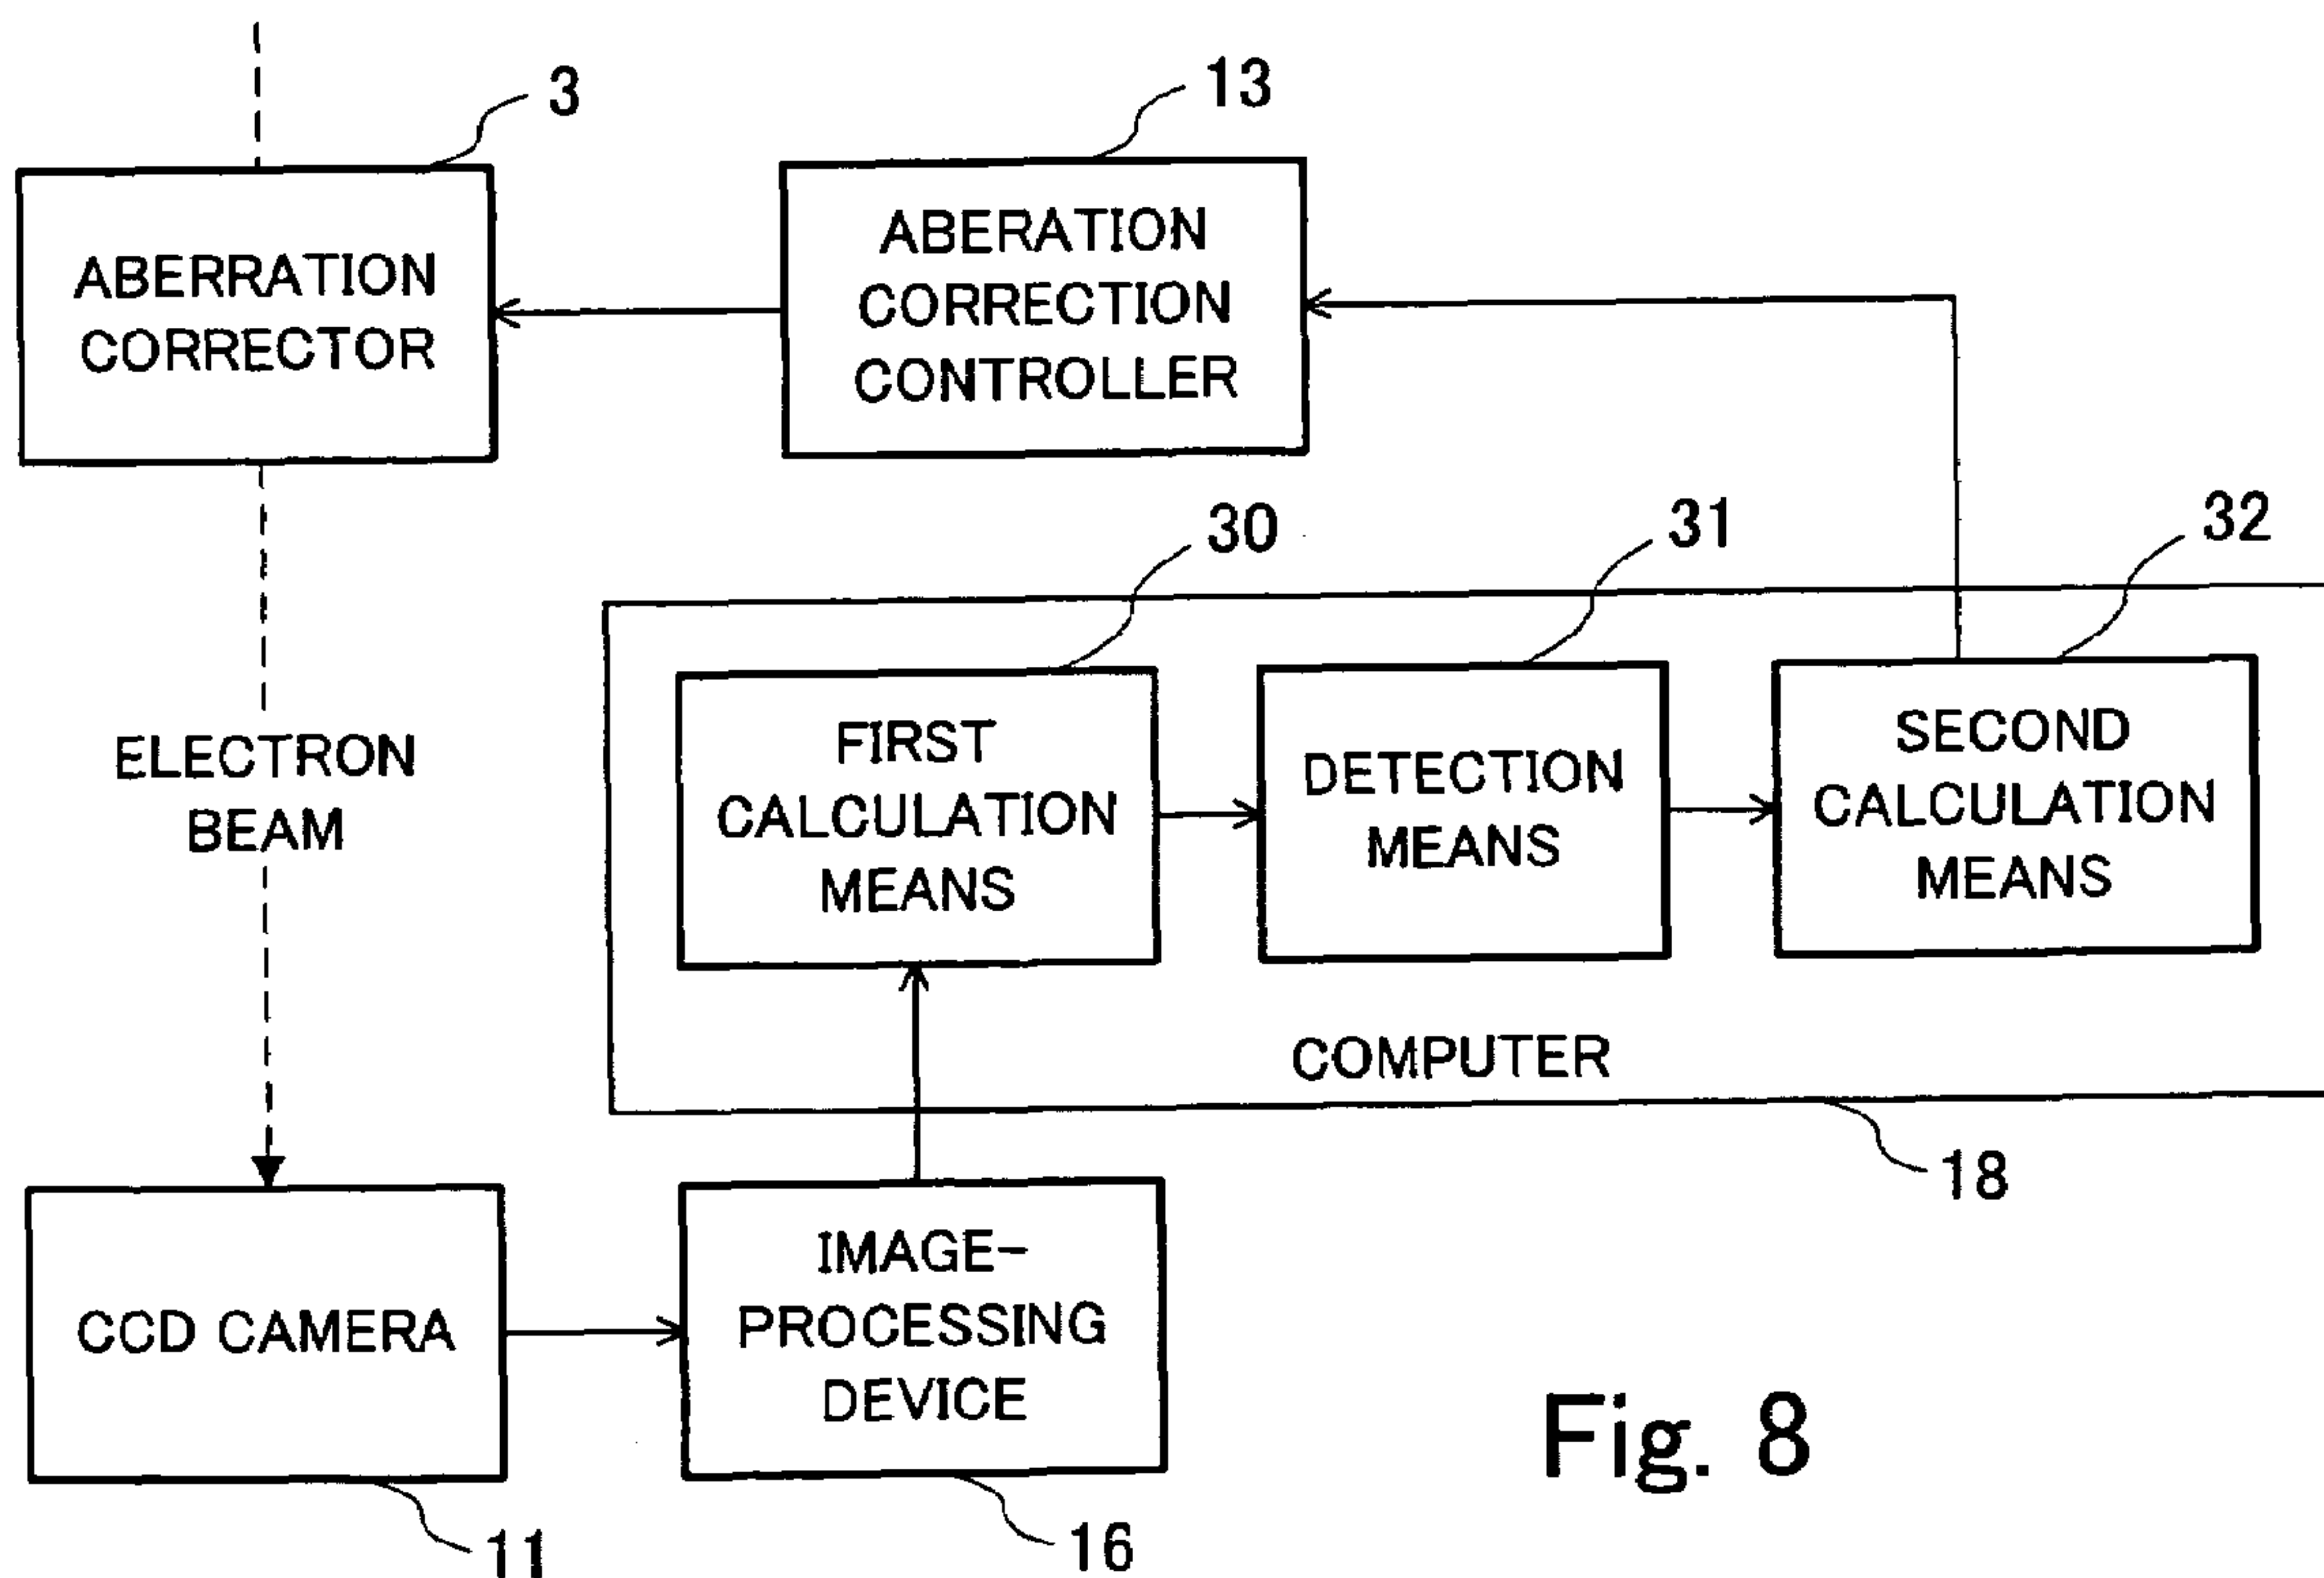 3
13
ABERRATION
CORRECTOR
ABERATION
CORRECTION
CONTROLLER
30
31
32
ELECTRON
BEAM
FIRST
CALCULATION
MEANS
DETECTION
MEANS
SECOND
CALCULATION
MEANS
COMPUTER
18
CCD CAMERA
IMAGE-
PROCESSING
DEVICE
11
16
Fig. 8